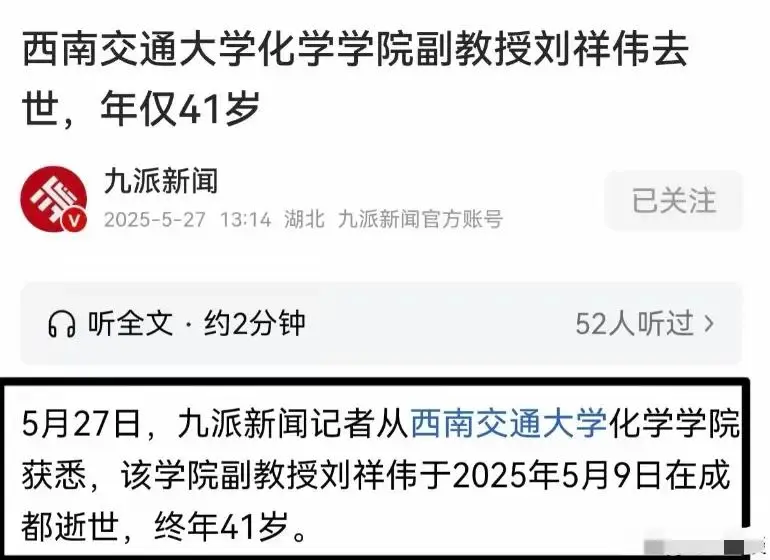 西南交通大学化学学院副教授刘祥伟去
世，年仅41岁
九派新闻
2025-5-27 13:14 湖北 九派新闻官方账号
已关注
听全文 · 约2分钟
52人听过 >
5月27日，九派新闻记者从西南交通大学化学学院
获悉，该学院副教授刘祥伟于2025年5月9日在成
都逝世，终年41岁。